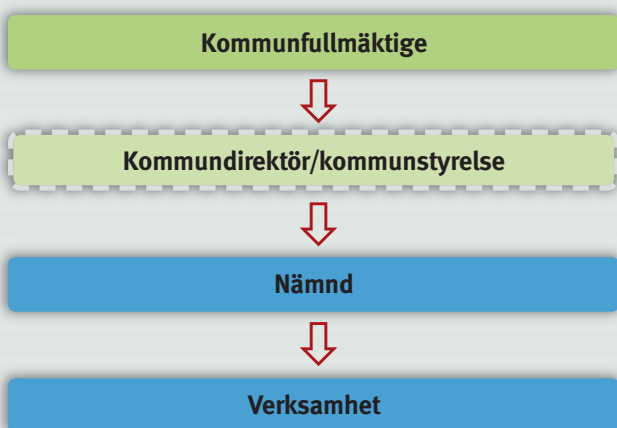 Kommunfullmäktige
Kommundirektör/kommunstyrelse
Nämnd
Verksamhet